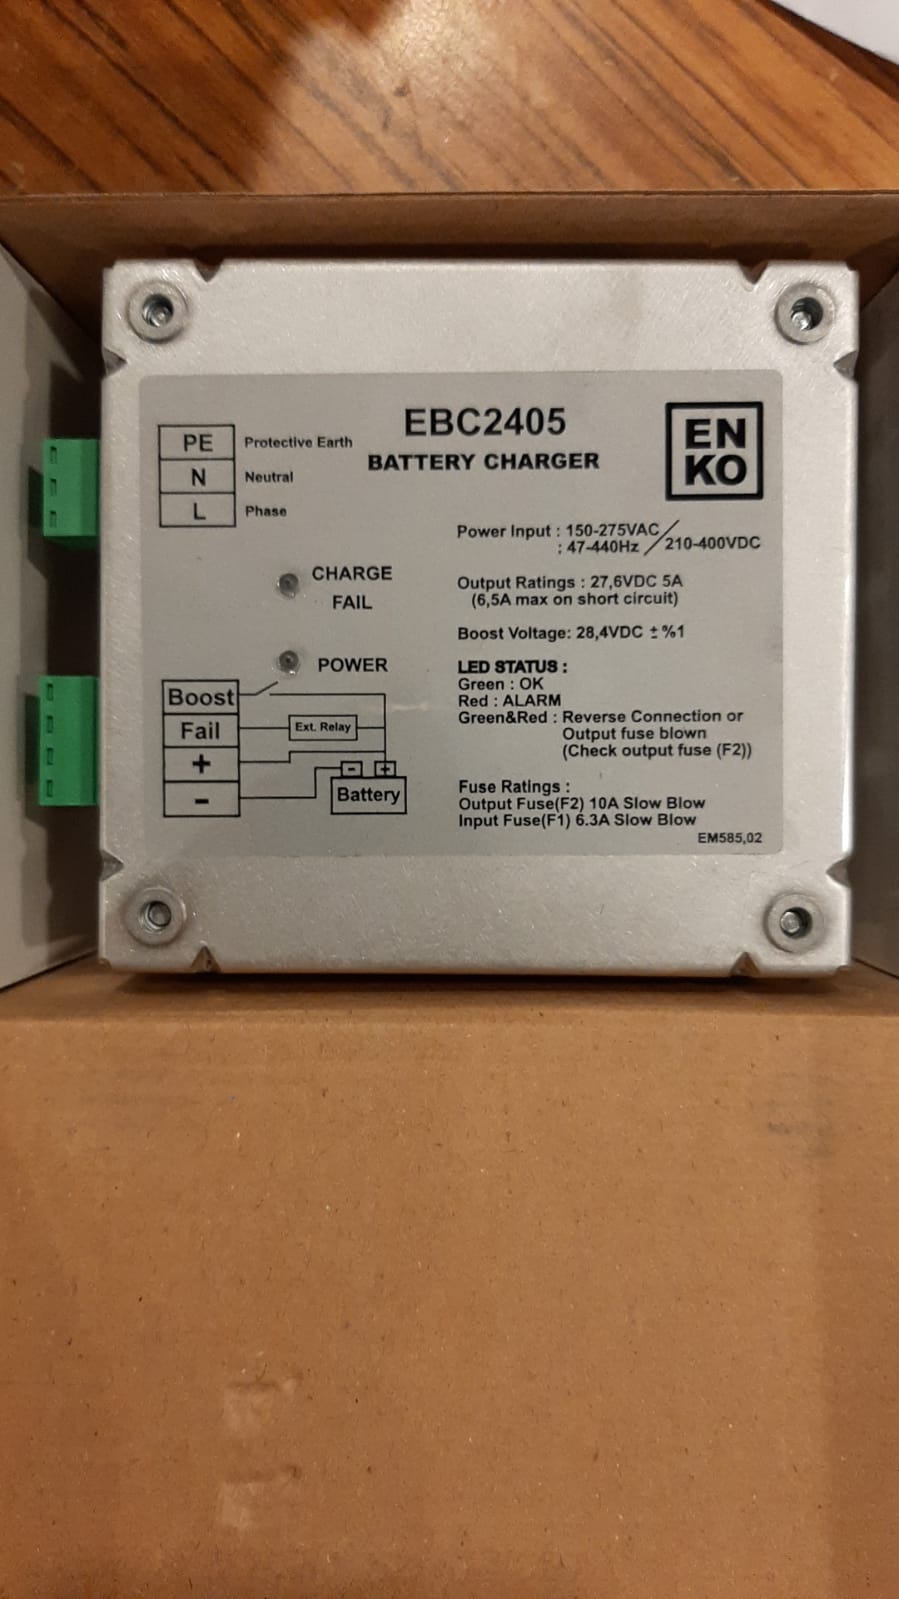 EBC2405
BATTERY CHARGER
EN
KO
PE Protective Earth
N Neutral
L Phase
CHARGE
FAIL
POWER
Boost
Fail
+
-
Ext. Relay
- +
Battery
Power Input : 150-275VAC / 210-400VDC
: 47-440Hz
Output Ratings : 27,6VDC 5A
(6,5A max on short circuit)
Boost Voltage: 28,4VDC ±%1
LED STATUS :
Green : OK
Red : ALARM
Green&Red : Reverse Connection or
Output fuse blown
(Check output fuse (F2))
Fuse Ratings :
Output Fuse(F2) 10A Slow Blow
Input Fuse(F1) 6.3A Slow Blow
EM585,02